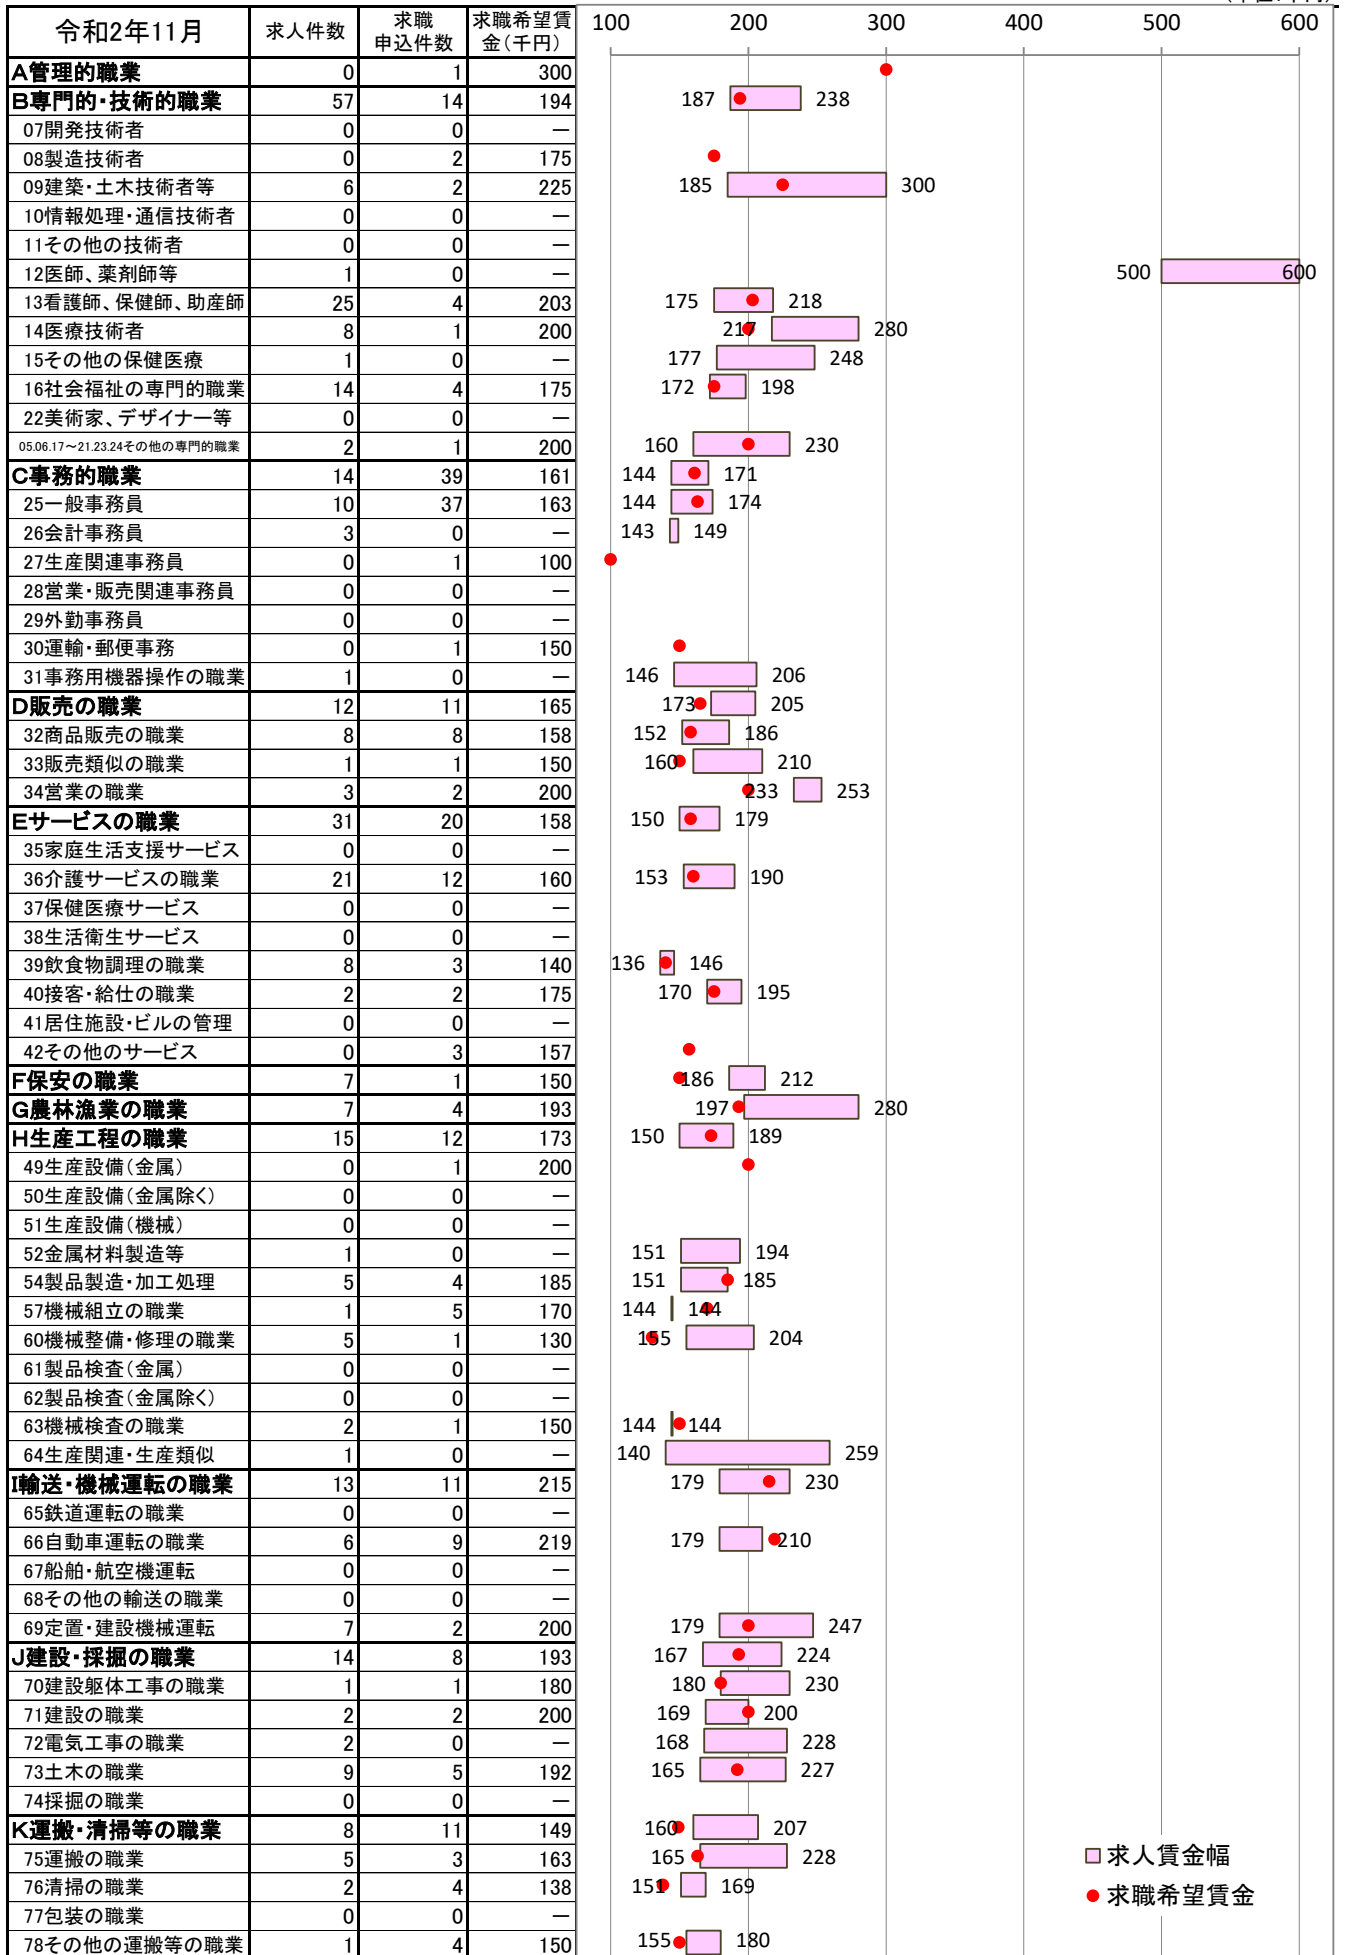 令和2年11月 求人件数 求職申込件数 求職希望賃金(千円) 100 200 300 400 500 600
A管理的職業 0 1 300
B専門的・技術的職業 57 14 194 187 238
07開発技術者 0 0 ―
08製造技術者 0 2 175
09建築・土木技術者等 6 2 225 185 300
10情報処理・通信技術者 0 0 ―
11その他の技術者 0 0 ―
12医師、薬剤師等 1 0 ― 500 600
13看護師、保健師、助産師 25 4 203 175 218
14医療技術者 8 1 200 217 280
15その他の保健医療 1 0 ― 177 248
16社会福祉の専門的職業 14 4 175 172 198
22美術家、デザイナー等 0 0 ―
05.06.17～21.23.24その他の専門的職業 2 1 200 160 230
C事務的職業 14 39 161 144 171
25一般事務員 10 37 163 144 174
26会計事務員 3 0 ― 143 149
27生産関連事務員 0 1 100
28営業・販売関連事務員 0 0 ―
29外勤事務員 0 0 ―
30運輸・郵便事務 0 1 150
31事務用機器操作の職業 1 0 ― 146 206
D販売の職業 12 11 165 173 205
32商品販売の職業 8 8 158 152 186
33販売類似の職業 1 1 150 160 210
34営業の職業 3 2 200 233 253
Eサービスの職業 31 20 158 150 179
35家庭生活支援サービス 0 0 ―
36介護サービスの職業 21 12 160 153 190
37保健医療サービス 0 0 ―
38生活衛生サービス 0 0 ―
39飲食物調理の職業 8 3 140 136 146
40接客・給仕の職業 2 2 175 170 195
41居住施設・ビルの管理 0 0 ―
42その他のサービス 0 3 157
F保安の職業 7 1 150 186 212
G農林漁業の職業 7 4 193 197 280
H生産工程の職業 15 12 173 150 189
49生産設備(金属) 0 1 200
50生産設備(金属除く) 0 0 ―
51生産設備(機械) 0 0 ―
52金属材料製造等 1 0 ― 151 194
54製品製造・加工処理 5 4 185 151 185
57機械組立の職業 1 5 170 144 144
60機械整備・修理の職業 5 1 130 155 204
61製品検査(金属) 0 0 ―
62製品検査(金属除く) 0 0 ―
63機械検査の職業 2 1 150 144 144
64生産関連・生産類似 1 0 ― 140 259
I輸送・機械運転の職業 13 11 215 179 230
65鉄道運転の職業 0 0 ―
66自動車運転の職業 6 9 219 179 210
67船舶・航空機運転 0 0 ―
68その他の輸送の職業 0 0 ―
69定置・建設機械運転 7 2 200 179 247
J建設・採掘の職業 14 8 193 167 224
70建設躯体工事の職業 1 1 180 180 230
71建設の職業 2 2 200 169 200
72電気工事の職業 2 0 ― 168 228
73土木の職業 9 5 192 165 227
74採掘の職業 0 0 ―
K運搬・清掃等の職業 8 11 149 160 207
75運搬の職業 5 3 163 165 228
76清掃の職業 2 4 138 151 169
77包装の職業 0 0 ―
78その他の運搬等の職業 1 4 150 155 180
求人賃金幅
求職希望賃金